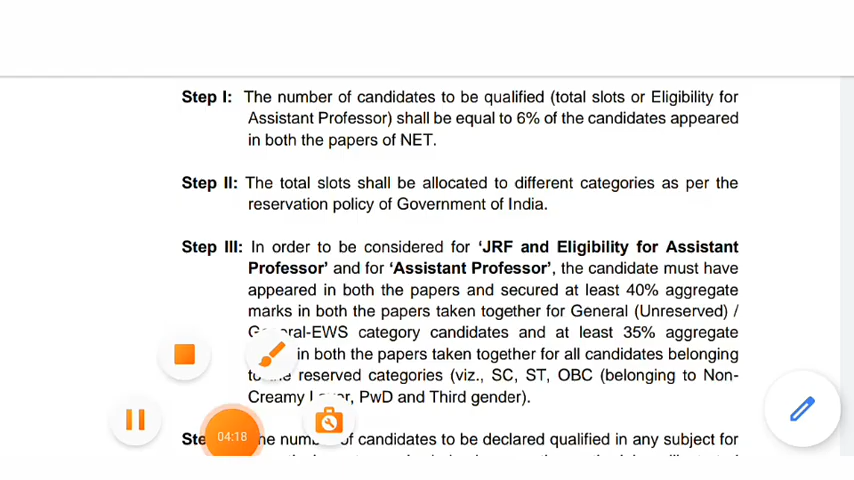 Step I: The number of candidates to be qualified (total slots or Eligibility for
Assistant Professor) shall be equal to 6% of the candidates appeared
in both the papers of NET.
Step II: The total slots shall be allocated to different categories as per the
reservation policy of Government of India.
Step III: In order to be considered for ‘JRF and Eligibility for Assistant
Professor’ and for ‘Assistant Professor’, the candidate must have
appeared in both the papers and secured at least 40% aggregate
marks in both the papers taken together for General (Unreserved) /
General-EWS category candidates and at least 35% aggregate
in both the papers taken together for all candidates belonging
to reserved categories (viz., SC, ST, OBC (belonging to Non-
Creamy Layer, PwD and Third gender).
of candidates to be declared qualified in any subject for
04:18